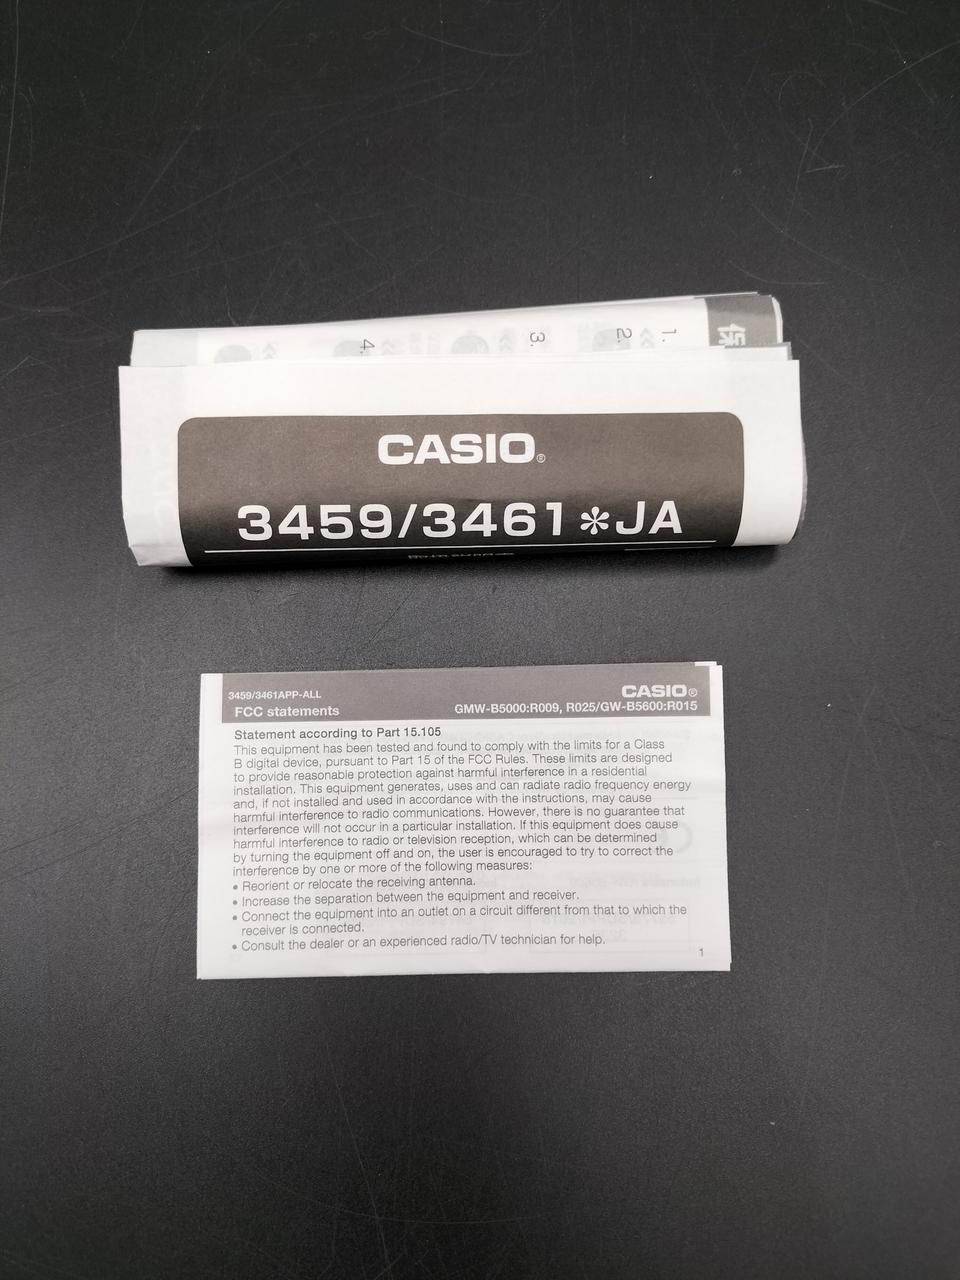 4.
3.
2.
1.
保
CASIO®
3459/3461✻JA
3459/3461APP-ALL
CASIO®
FCC statements
GMW-B5000:R009, R025/GW-B5600:R015
Statement according to Part 15.105
This equipment has been tested and found to comply with the limits for a Class
B digital device, pursuant to Part 15 of the FCC Rules. These limits are designed
to provide reasonable protection against harmful interference in a residential
installation. This equipment generates, uses and can radiate radio frequency energy
and, if not installed and used in accordance with the instructions, may cause
harmful interference to radio communications. However, there is no guarantee that
interference will not occur in a particular installation. If this equipment does cause
harmful interference to radio or television reception, which can be determined
by turning the equipment off and on, the user is encouraged to try to correct the
interference by one or more of the following measures:
• Reorient or relocate the receiving antenna.
• Increase the separation between the equipment and receiver.
• Connect the equipment into an outlet on a circuit different from that to which the
receiver is connected.
• Consult the dealer or an experienced radio/TV technician for help.
1